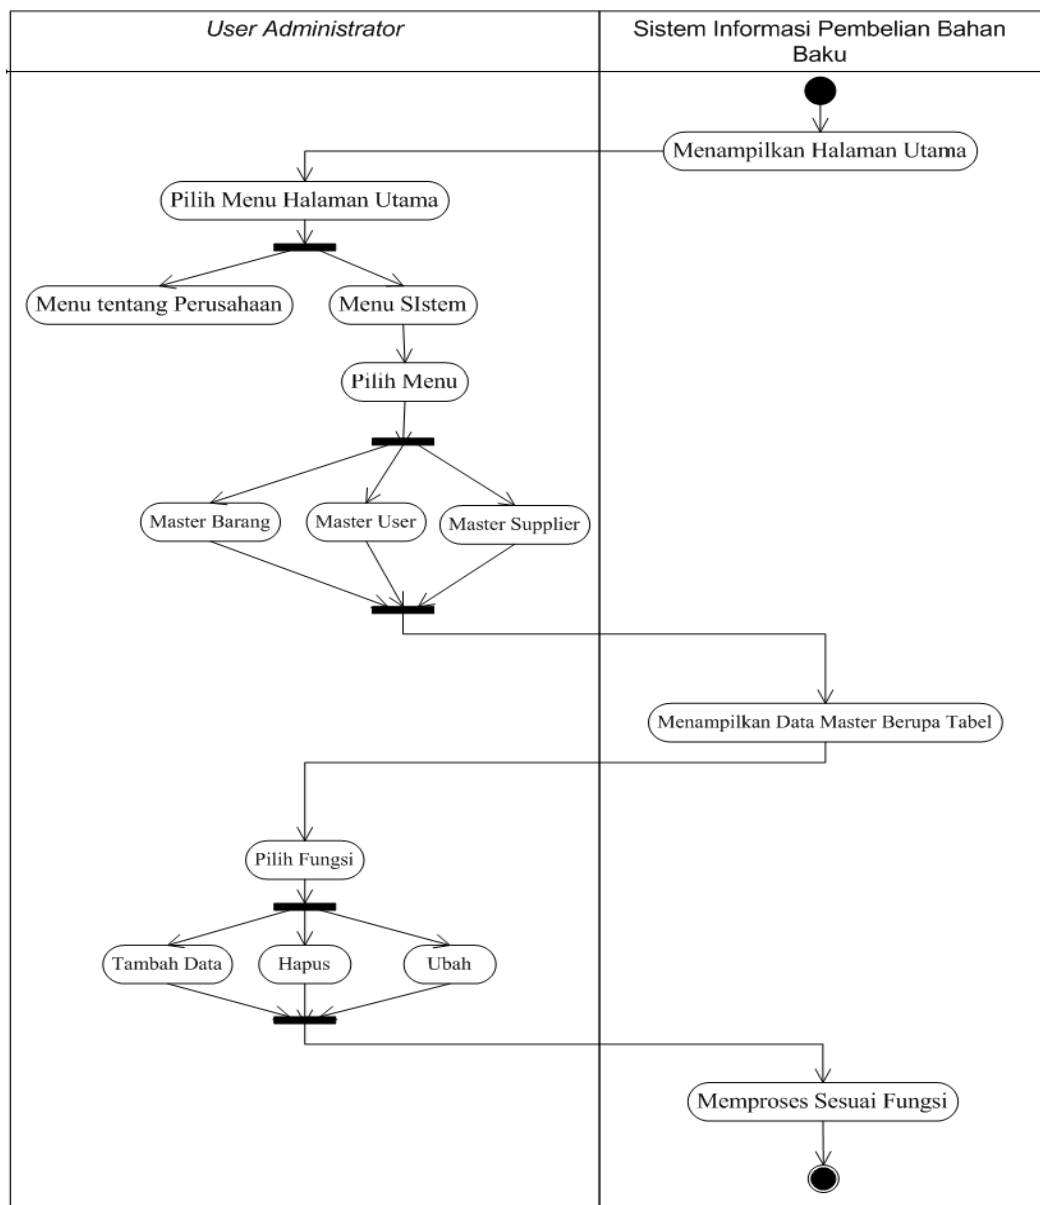 User Administrator
Sistem Informasi Pembelian Bahan
Baku
Menampilkan Halaman Utama
Pilih Menu Halaman Utama
Menu tentang Perusahaan
Menu SIstem
Pilih Menu
Master Barang
Master User
Master Supplier
Menampilkan Data Master Berupa Tabel
Pilih Fungsi
Tambah Data
Hapus
Ubah
Memproses Sesuai Fungsi